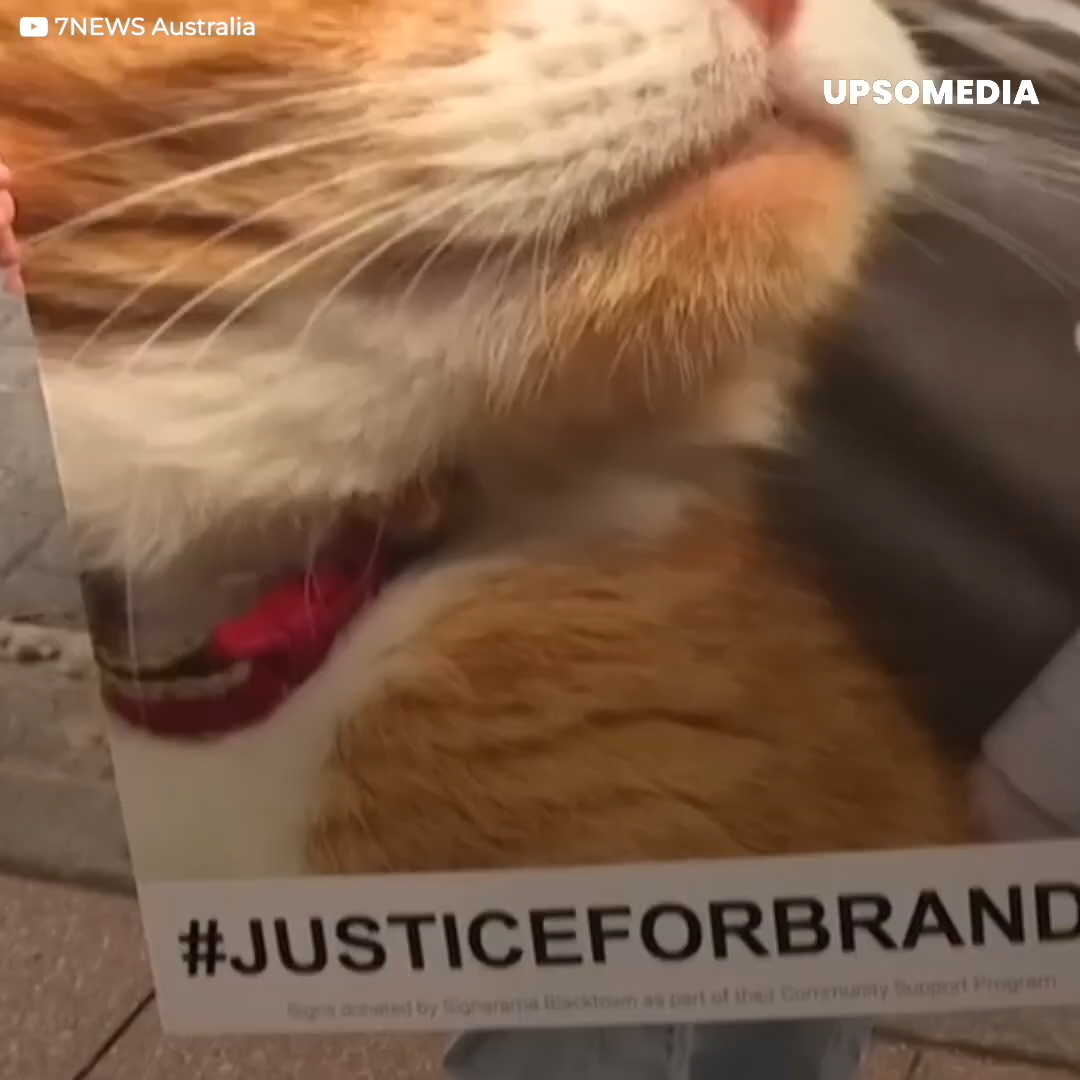 7NEWS Australia
UPSOMEDIA
#JUSTICEFORBRAND
Signs donated by Signarama Blacktown as part of their Community Support Program